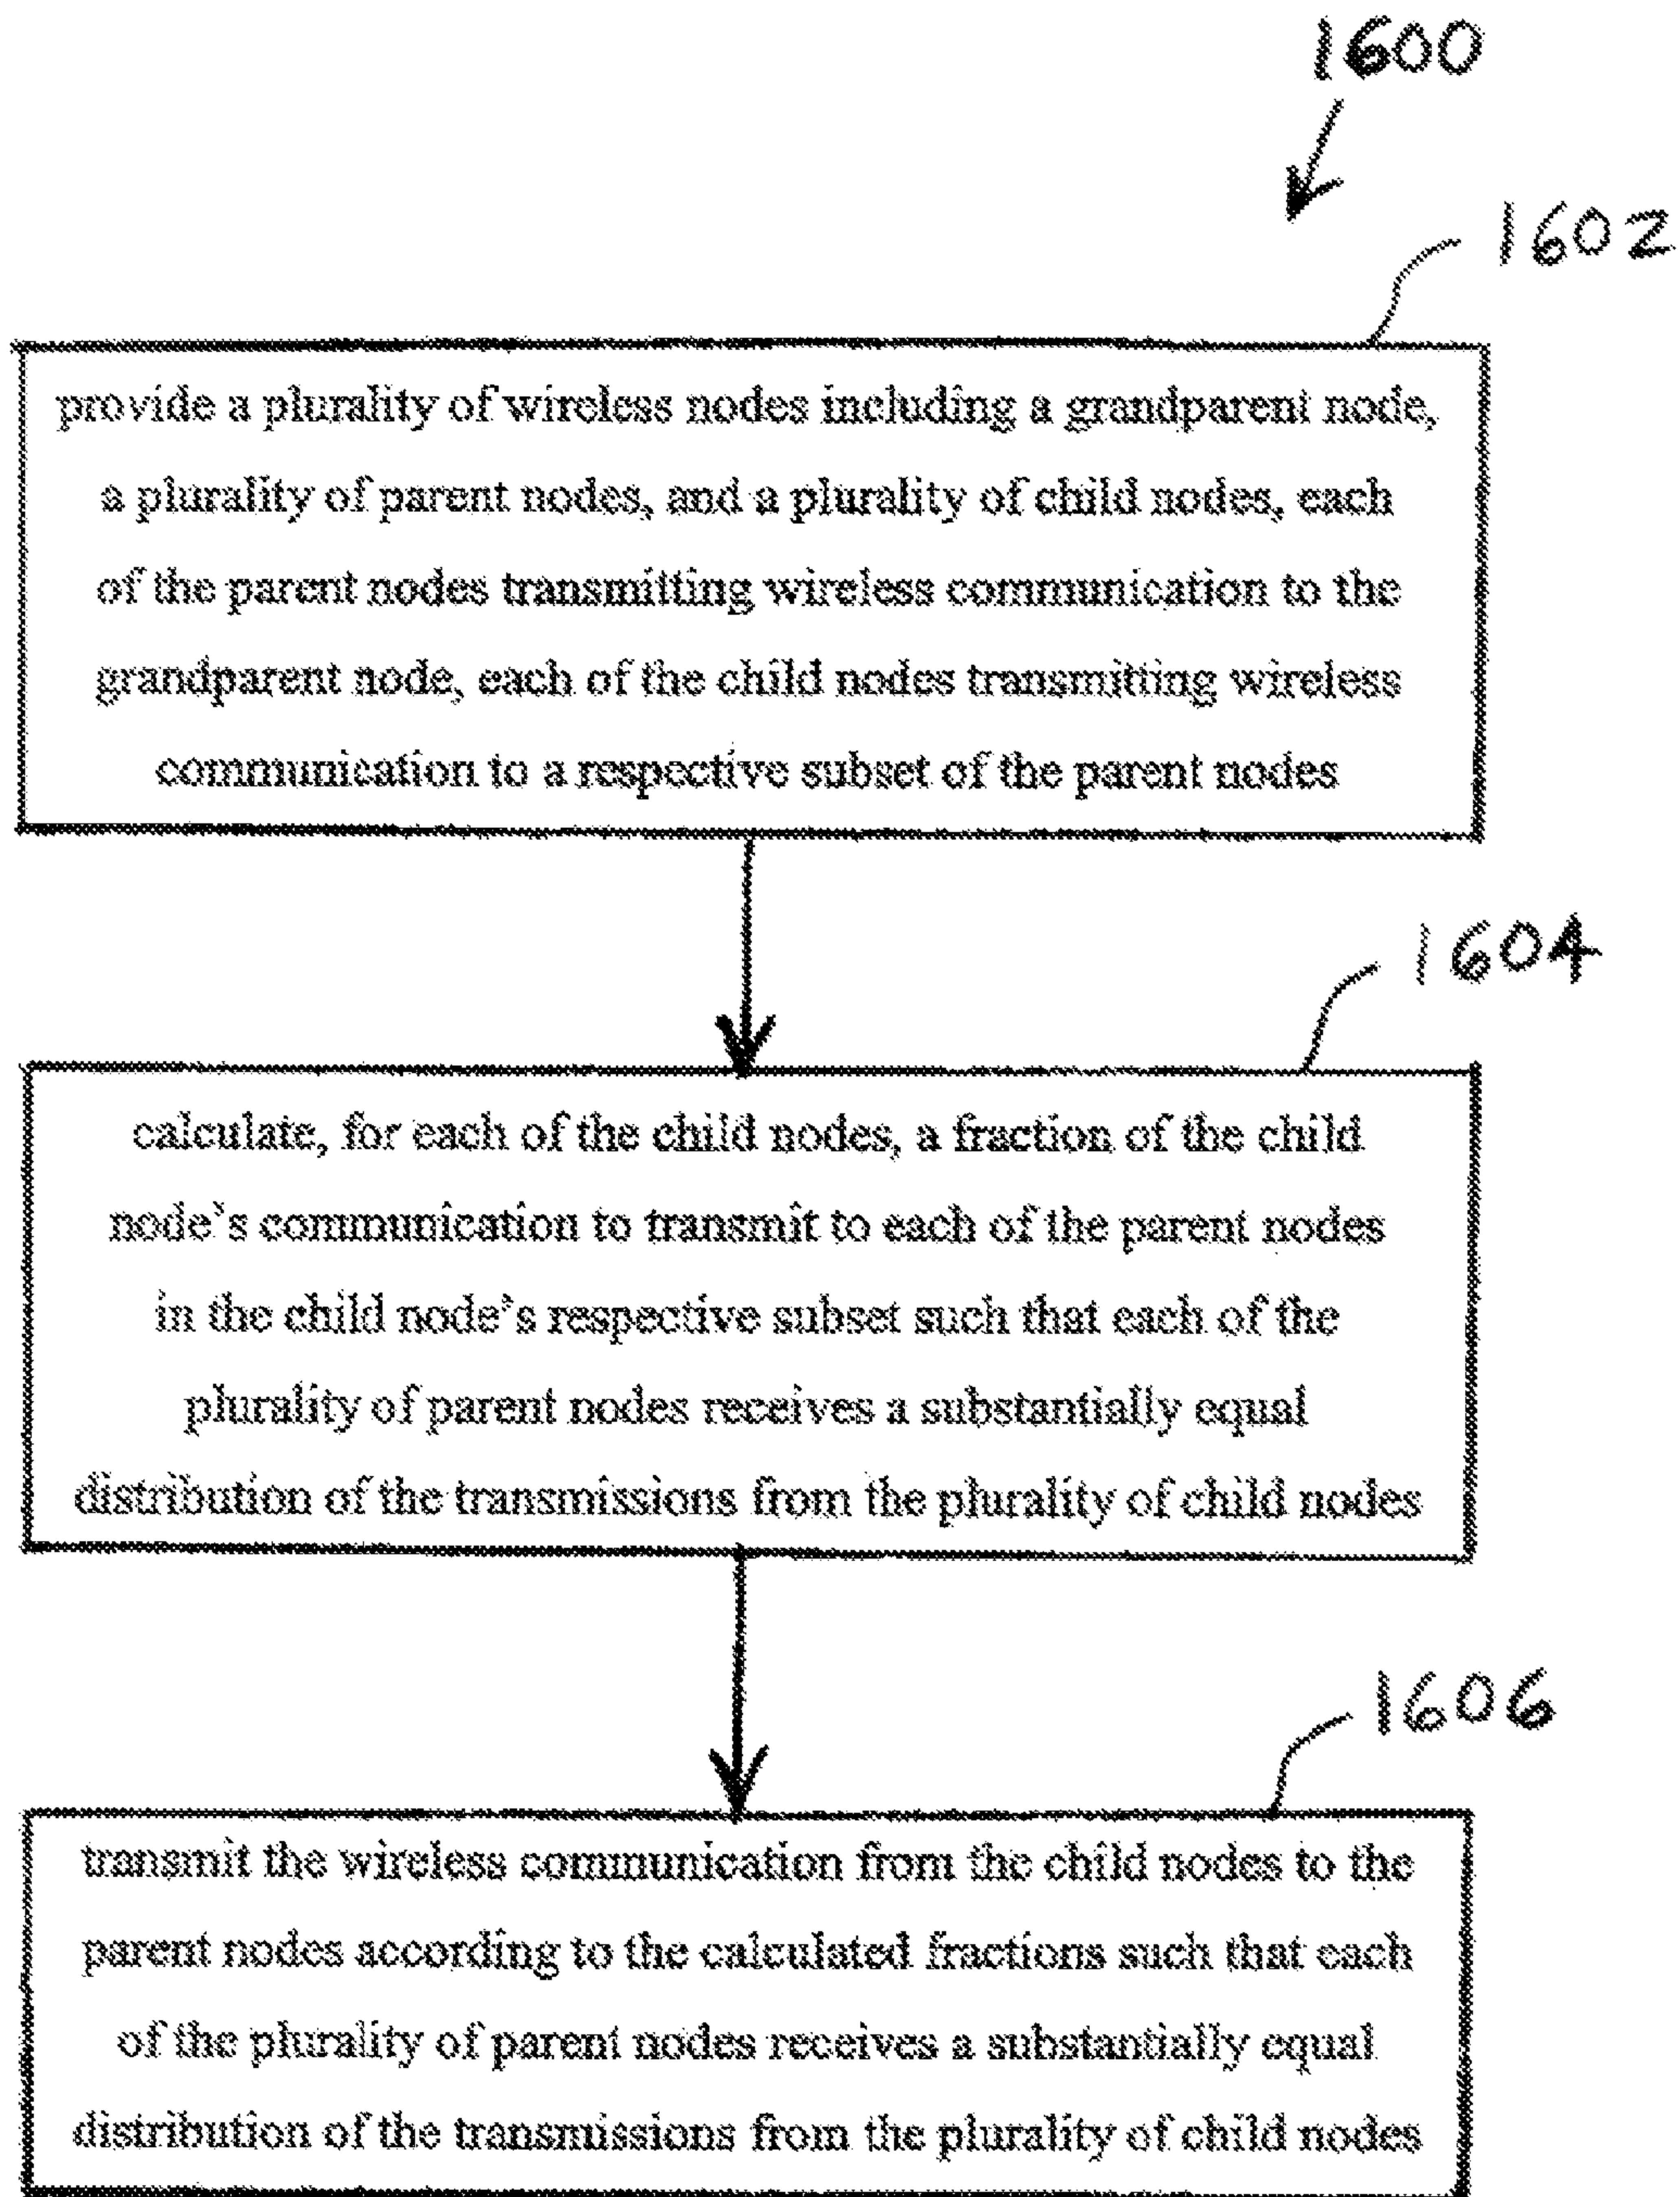 1600
1602
provide a plurality of wireless nodes including a grandparent node,
a plurality of parent nodes, and a plurality of child nodes, each
of the parent nodes transmitting wireless communication to the
grandparent node, each of the child nodes transmitting wireless
communication to a respective subset of the parent nodes
1604
calculate, for each of the child nodes, a fraction of the child
node's communication to transmit to each of the parent nodes
in the child node's respective subset such that each of the
plurality of parent nodes receives a substantially equal
distribution of the transmissions from the plurality of child nodes
1606
transmit the wireless communication from the child nodes to the
parent nodes according to the calculated fractions such that each
of the plurality of parent nodes receives a substantially equal
distribution of the transmissions from the plurality of child nodes